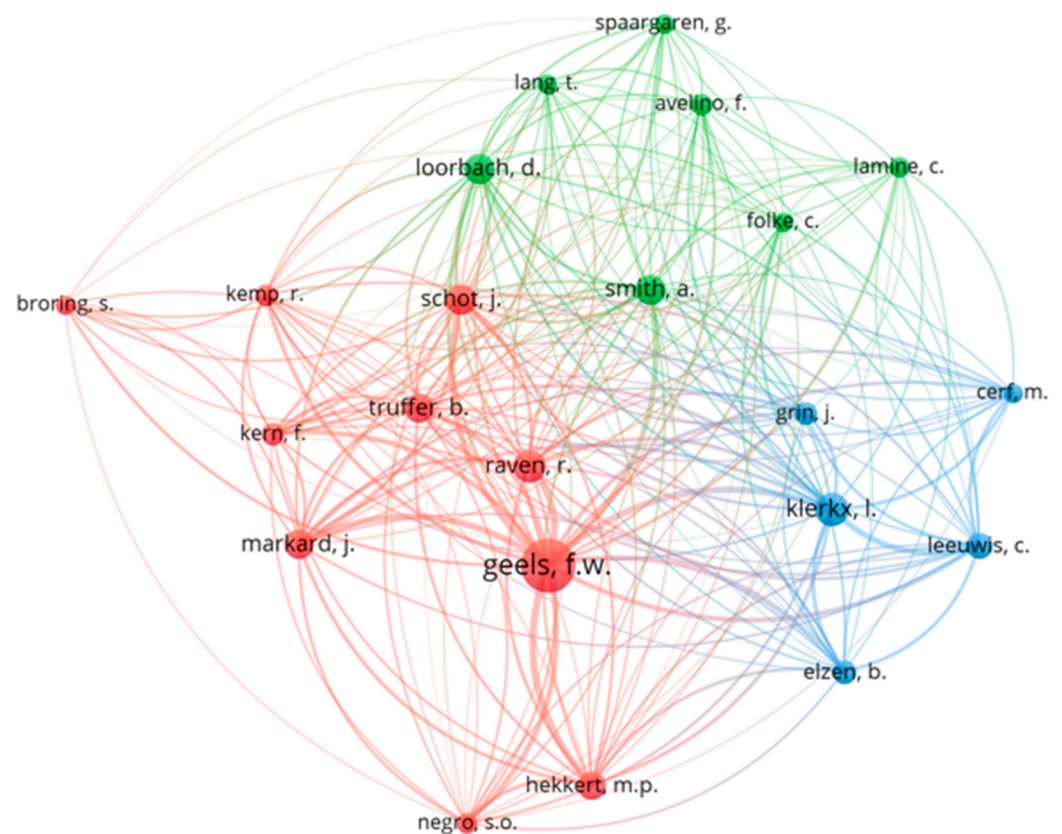 spaargaren, g.
lang, t.
avelino, f.
loorbach, d.
lamine, c.
folke, c.
smith, a.
kemp, r.
schot, j.
broring, s.
cerf, m.
truffer, b.
grin, j.
kern, f.
raven, r.
klerkx, l.
markard, j.
leeuwis, c.
geels, f.w.
elzen, b.
hekkert, m.p.
negro, s.o.